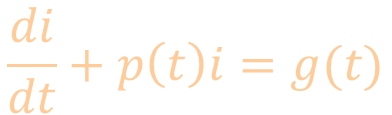 di/dt + p(t)i = g(t)